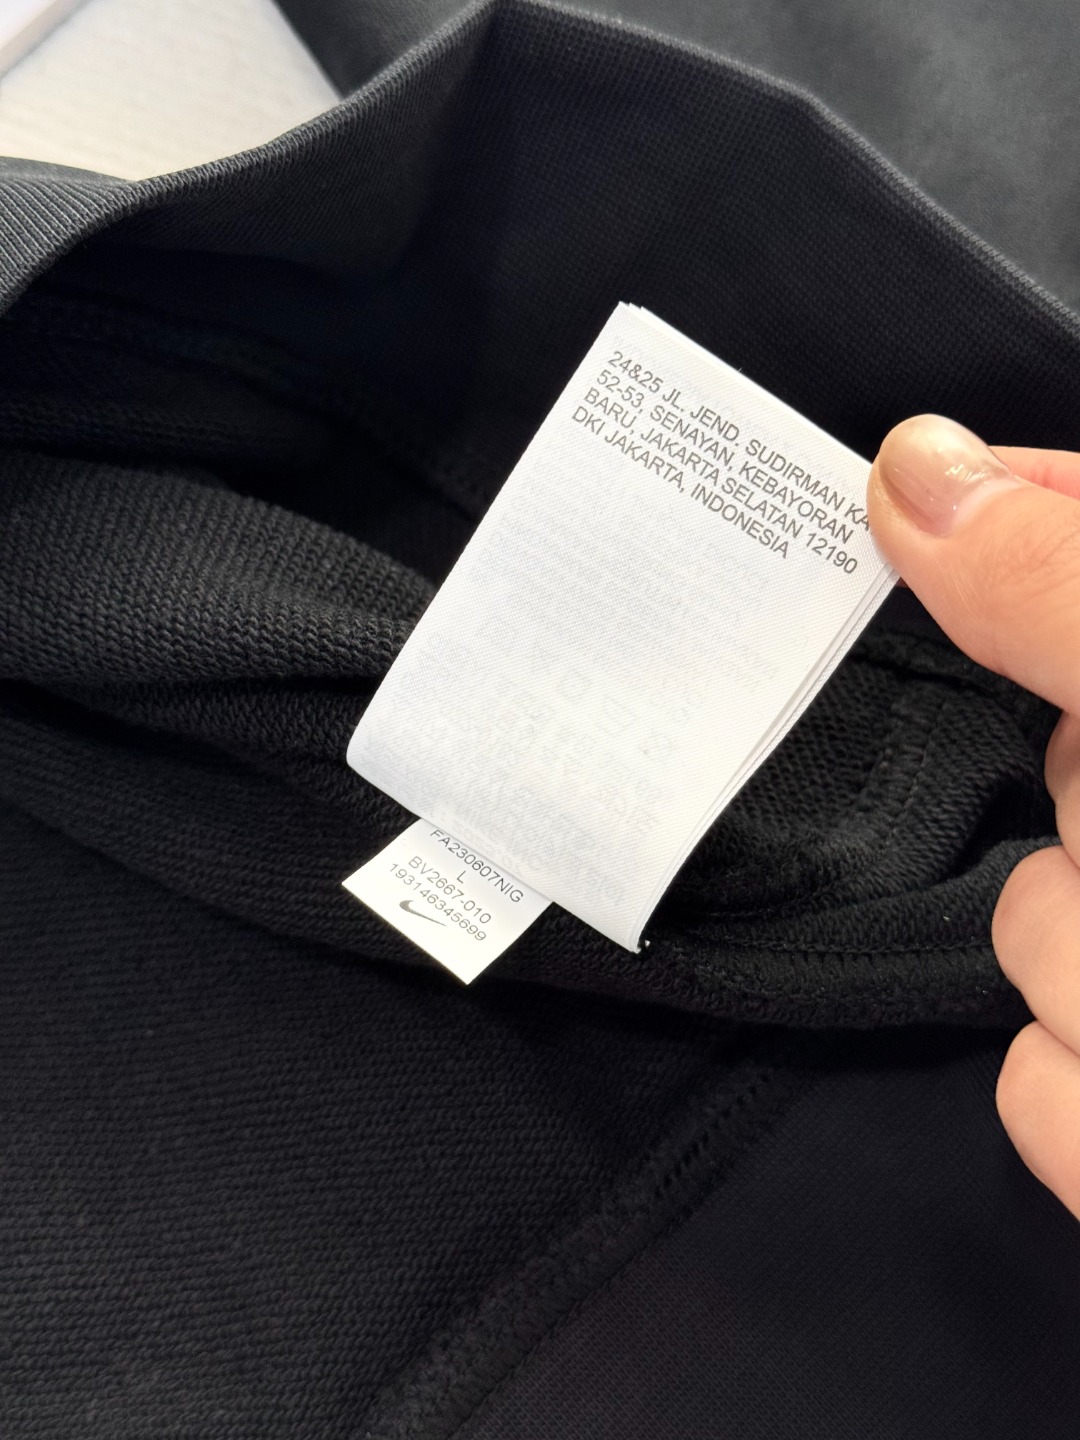 24&25 JL. JEND. SUDIRMAN
52-53, SENAYAN, KEBAYORAN
BARU, JAKARTA SELATAN 12190
DKI JAKARTA, INDONESIA
FA230607NIG
L
BV2667-010
193146345699